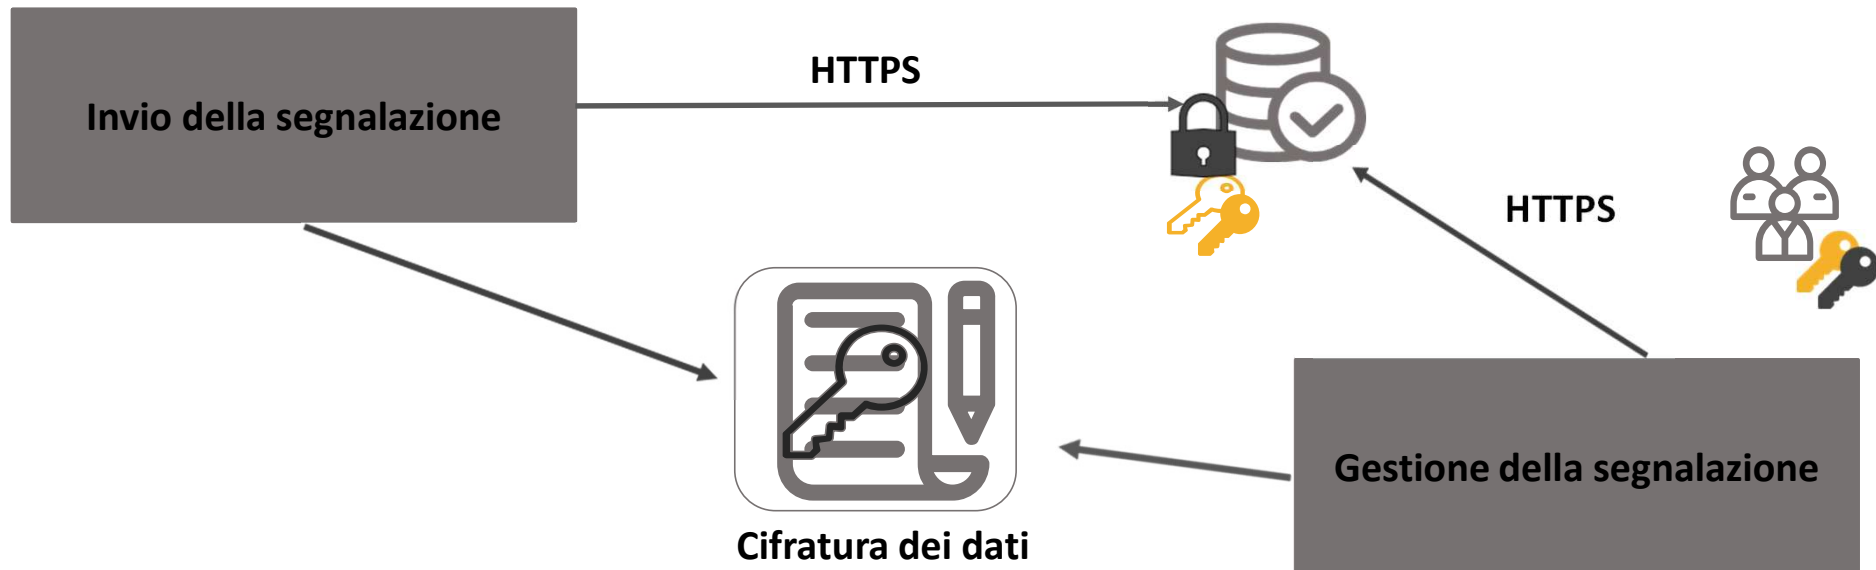 HTTPS
Invio della segnalazione
HTTPS
Gestione della segnalazione
Cifratura dei dati